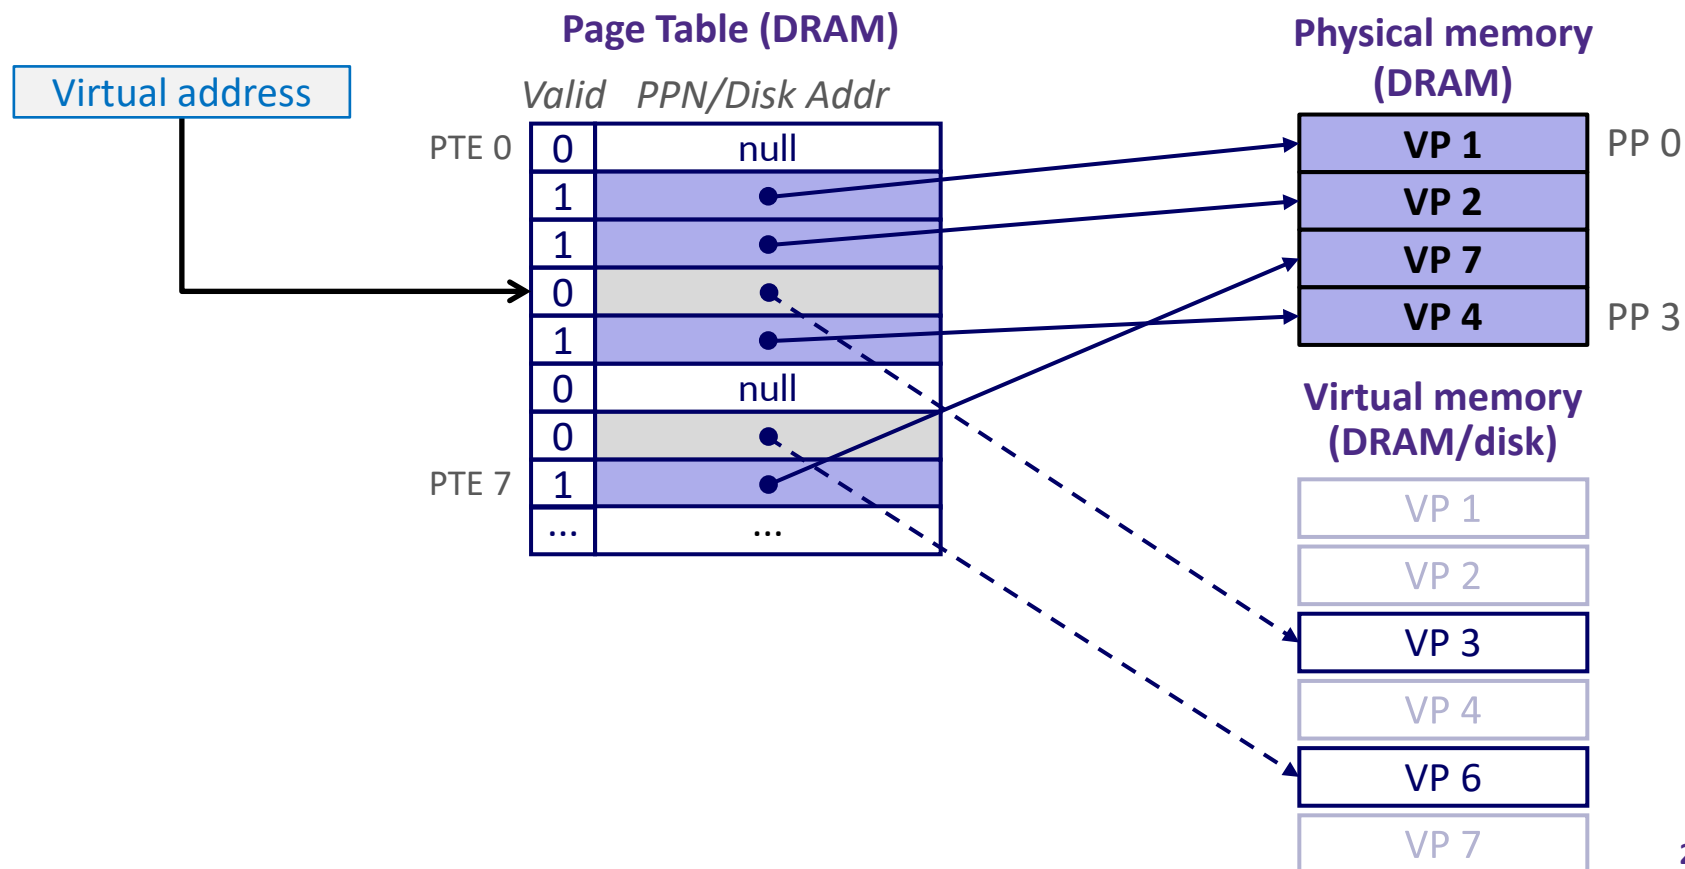 Page Table (DRAM)
Physical memory
(DRAM)
Virtual address
Valid PPN/Disk Addr
PTE 0 0 null
1
1
0
1
0 null
0
PTE 7 1
... ...
VP 1 PP 0
VP 2
VP 7
VP 4 PP 3
Virtual memory
(DRAM/disk)
VP 1
VP 2
VP 3
VP 4
VP 6
VP 7